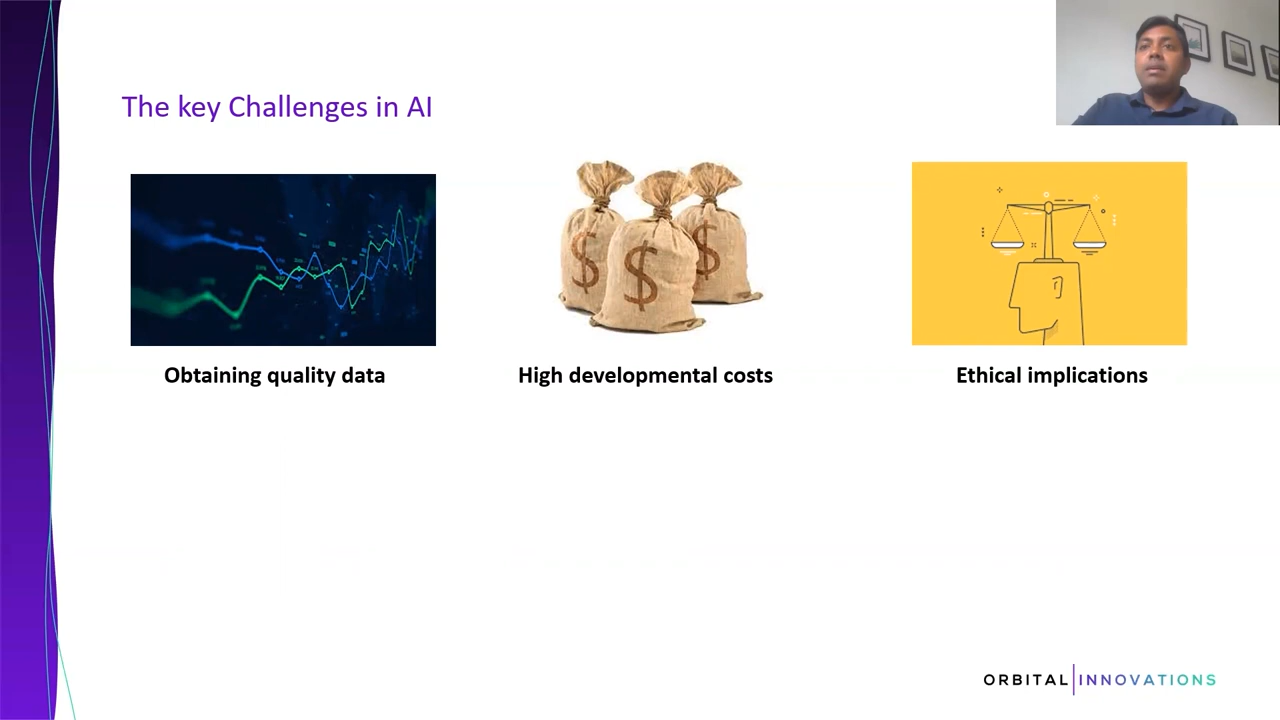 The key Challenges in AI
$ $ $
Obtaining quality data
High developmental costs
Ethical implications
ORBITAL INNOVATIONS